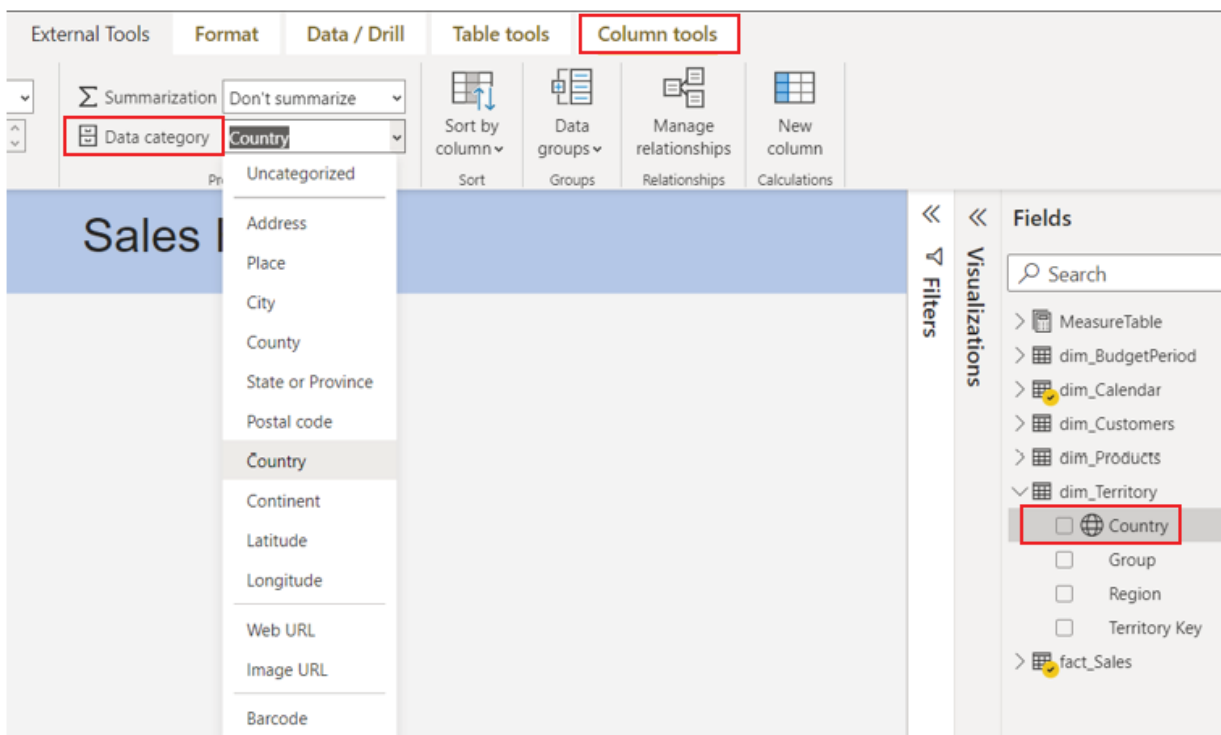 External Tools Format Data / Drill Table tools Column tools
Summarization Don't summarize
Data category Country
Sort by column
Data groups
Manage relationships
New column
Sort Groups Relationships Calculations
Uncategorized
Address
Place
City
County
State or Province
Postal code
Country
Continent
Latitude
Longitude
Web URL
Image URL
Barcode
Sales
Filters
Visualizations
Fields
Search
MeasureTable
dim_BudgetPeriod
dim_Calendar
dim_Customers
dim_Products
dim_Territory
Country
Group
Region
Territory Key
fact_Sales